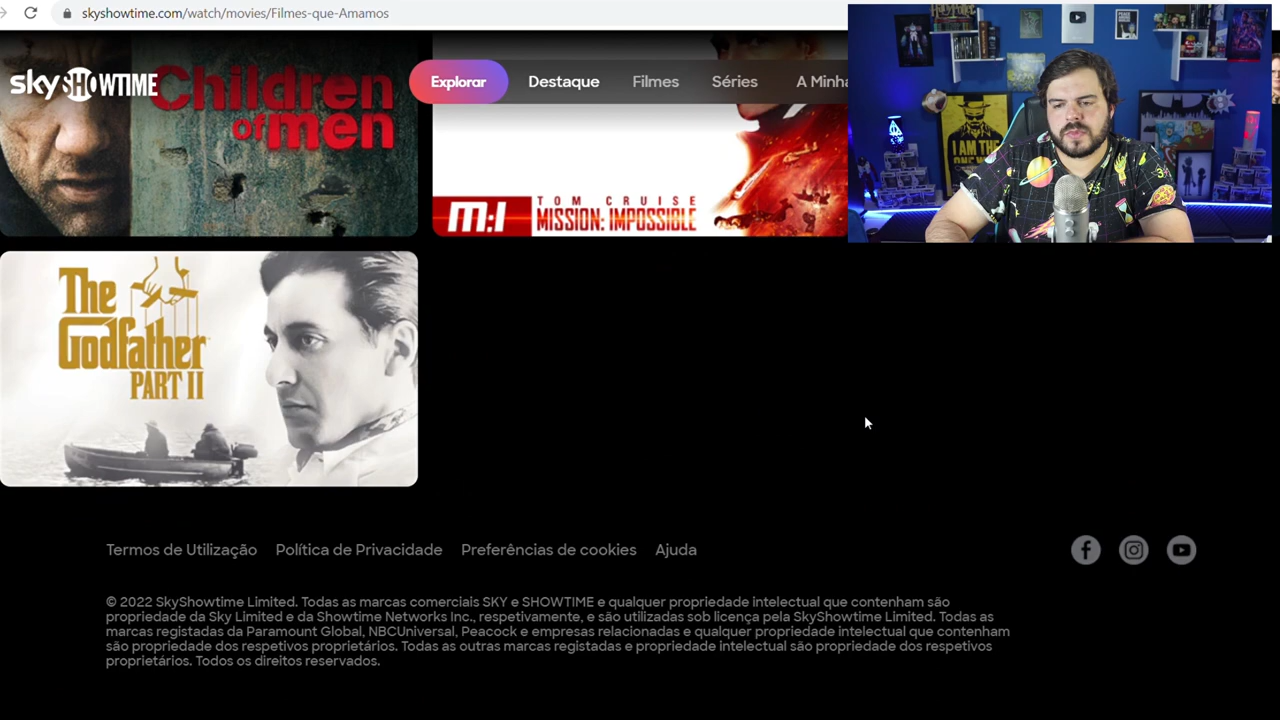 skyshowtime.com/watch/movies/Filmes-que-Amamos
sky SHOWTIME
Explorar
Destaque
Filmes
Séries
A Minha
Children
of men
M:I
TOM CRUISE
MISSION: IMPOSSIBLE
I AM THE
The
Godfather
PART II
Termos de Utilização
Política de Privacidade
Preferências de cookies
Ajuda
© 2022 SkyShowtime Limited. Todas as marcas comerciais SKY e SHOWTIME e qualquer propriedade intelectual que contenham são
propriedade da Sky Limited e da Showtime Networks Inc., respetivamente, e são utilizadas sob licença pela SkyShowtime Limited. Todas as
marcas registadas da Paramount Global, NBCUniversal, Peacock e empresas relacionadas e qualquer propriedade intelectual que contenham
são propriedade dos respetivos proprietários. Todas as outras marcas registadas e propriedade intelectual são propriedade dos respetivos
proprietários. Todos os direitos reservados.